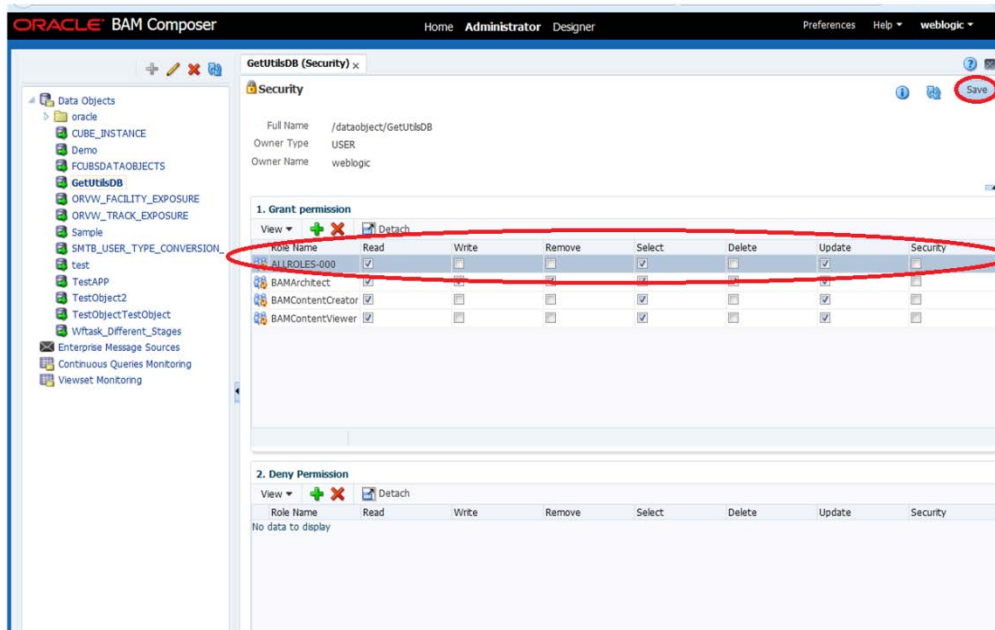 ORACLE® BAM Composer
Home Administrator Designer
Preferences Help weblogic
GetUtilsDB (Security) x
Security
Save
Full Name /dataobject/GetUtilsDB
Owner Type USER
Owner Name weblogic
Data Objects
oracle
CUBE_INSTANCE
Demo
FCUBSDATAOBJECTS
GetUtilsDB
ORVW_FACILITY_EXPOSURE
ORVW_TRACK_EXPOSURE
Sample
SMTB_USER_TYPE_CONVERSION_
test
TestAPP
TestObject2
TestObjectTestObject
Wftask_Different_Stages
Enterprise Message Sources
Continuous Queries Monitoring
Viewset Monitoring
1. Grant permission
View Detach
Role Name Read Write Remove Select Delete Update Security
ALLROLES-000
BAMArchitect
BAMContentCreator
BAMContentViewer
2. Deny Permission
View Detach
Role Name Read Write Remove Select Delete Update Security
No data to display